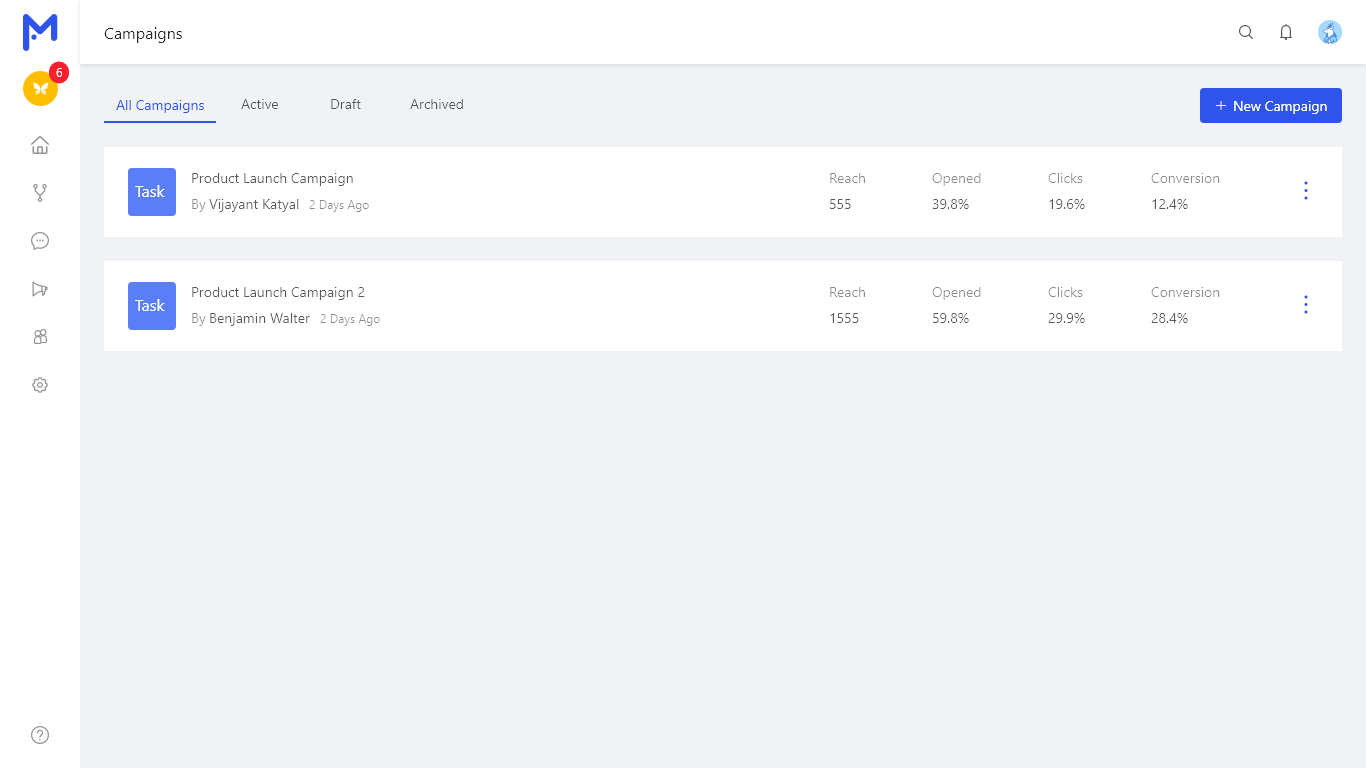 6
Campaigns
All Campaigns Active Draft Archived
+ New Campaign
Task
Product Launch Campaign
By Vijayant Katyal 2 Days Ago
Reach Opened Clicks Conversion
555 39.8% 19.6% 12.4%
Task
Product Launch Campaign 2
By Benjamin Walter 2 Days Ago
Reach Opened Clicks Conversion
1555 59.8% 29.9% 28.4%